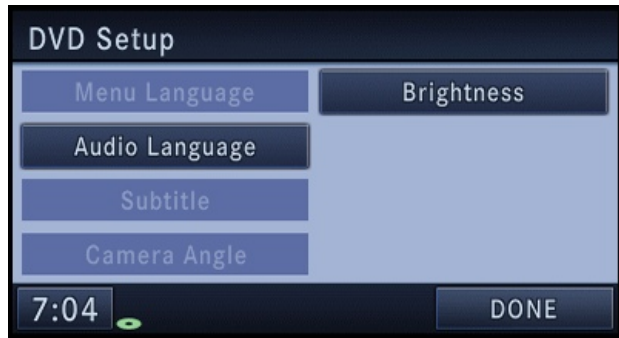 DVD Setup
Menu Language
Brightness
Audio Language
Subtitle
Camera Angle
7:04
DONE